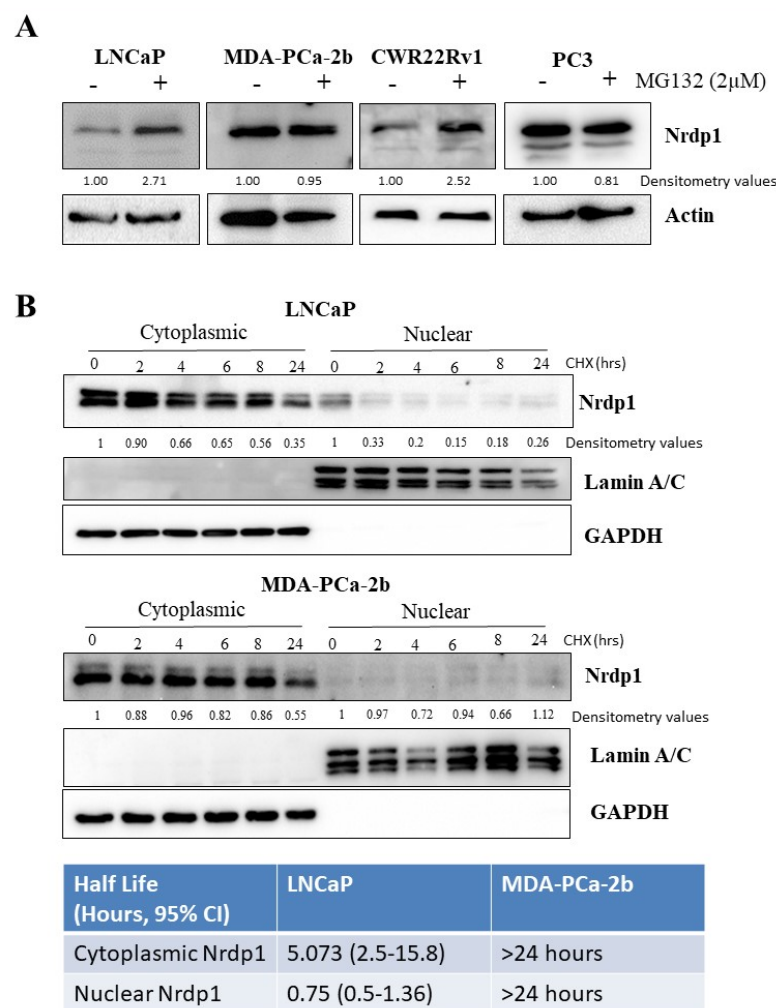 A
LNCaP MDA-PCa-2b CWR22Rv1 PC3
- + - + - + - + MG132 (2µM)
Nrdp1
1.00 2.71 1.00 0.95 1.00 2.52 1.00 0.81 Densitometry values
Actin
B
LNCaP
Cytoplasmic Nuclear
0 2 4 6 8 24 0 2 4 6 8 24 CHX (hrs)
Nrdp1
1 0.90 0.66 0.65 0.56 0.35 1 0.33 0.2 0.15 0.18 0.26 Densitometry values
Lamin A/C
GAPDH
MDA-PCa-2b
Cytoplasmic Nuclear
0 2 4 6 8 24 0 2 4 6 8 24 CHX (hrs)
Nrdp1
1 0.88 0.96 0.82 0.86 0.55 1 0.97 0.72 0.94 0.66 1.12 Densitometry values
Lamin A/C
GAPDH
Half Life LNCaP MDA-PCa-2b
(Hours, 95% CI)
Cytoplasmic Nrdp1 5.073 (2.5-15.8) >24 hours
Nuclear Nrdp1 0.75 (0.5-1.36) >24 hours